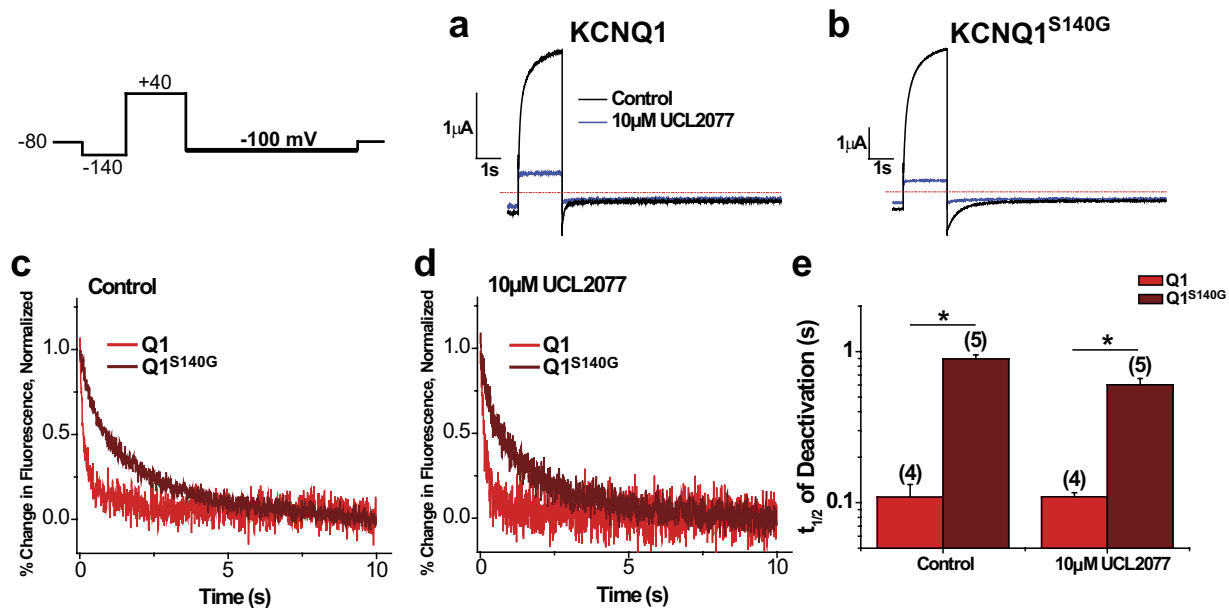 +40
-80
-140
-100 mV
a
KCNQ1
Control
10µM UCL2077
1µA
1s
b
KCNQ1S140G
1µA
1s
c
Control
Q1
Q1S140G
% Change in Fluorescence, Normalized
1.0
0.5
0.0
0
5
10
Time (s)
d
10µM UCL2077
Q1
Q1S140G
% Change in Fluorescence, Normalized
1.0
0.5
0.0
0
5
10
Time (s)
e
Q1
Q1S140G
t1/2 of Deactivation (s)
1
0.1
*
(4)
(5)
*
(4)
(5)
Control
10µM UCL2077